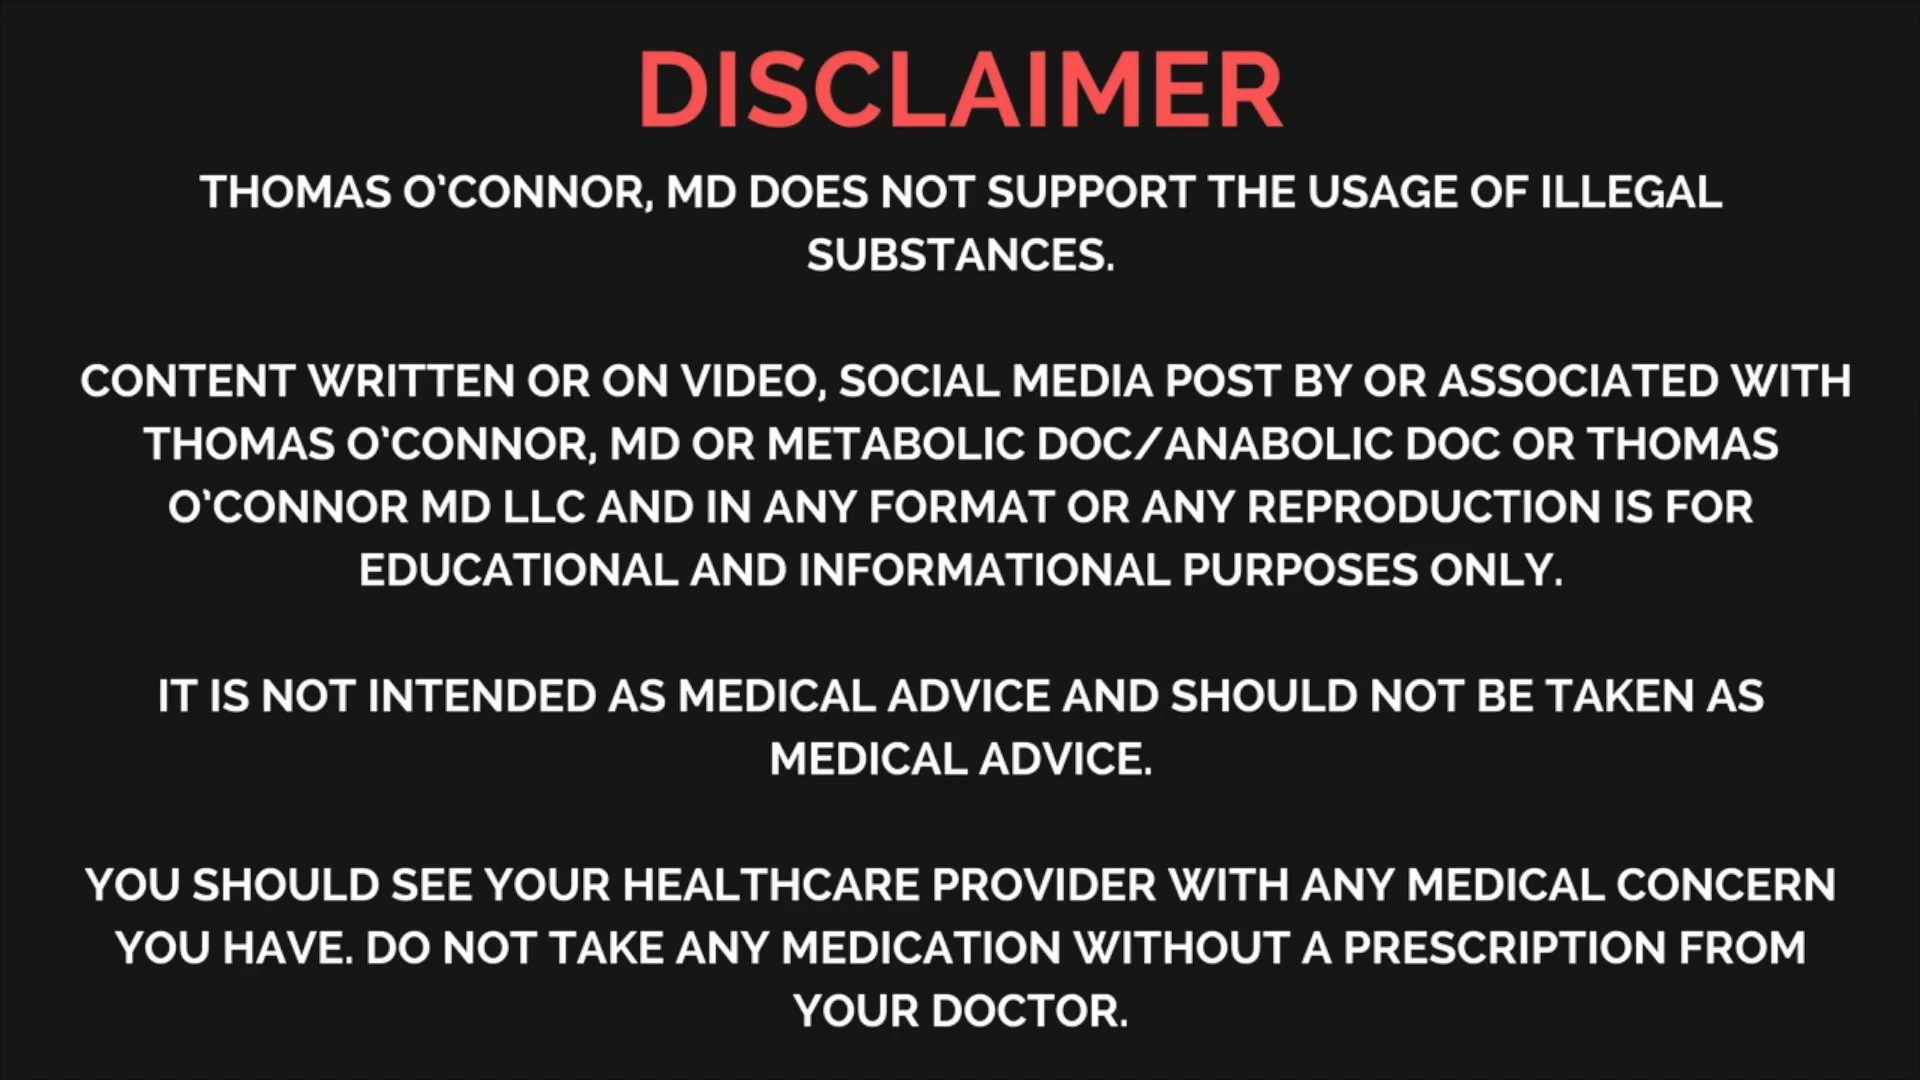 DISCLAIMER
THOMAS O'CONNOR, MD DOES NOT SUPPORT THE USAGE OF ILLEGAL
SUBSTANCES.
CONTENT WRITTEN OR ON VIDEO, SOCIAL MEDIA POST BY OR ASSOCIATED WITH
THOMAS O'CONNOR, MD OR METABOLIC DOC/ANABOLIC DOC OR THOMAS
O'CONNOR MD LLC AND IN ANY FORMAT OR ANY REPRODUCTION IS FOR
EDUCATIONAL AND INFORMATIONAL PURPOSES ONLY.
IT IS NOT INTENDED AS MEDICAL ADVICE AND SHOULD NOT BE TAKEN AS
MEDICAL ADVICE.
YOU SHOULD SEE YOUR HEALTHCARE PROVIDER WITH ANY MEDICAL CONCERN
YOU HAVE. DO NOT TAKE ANY MEDICATION WITHOUT A PRESCRIPTION FROM
YOUR DOCTOR.